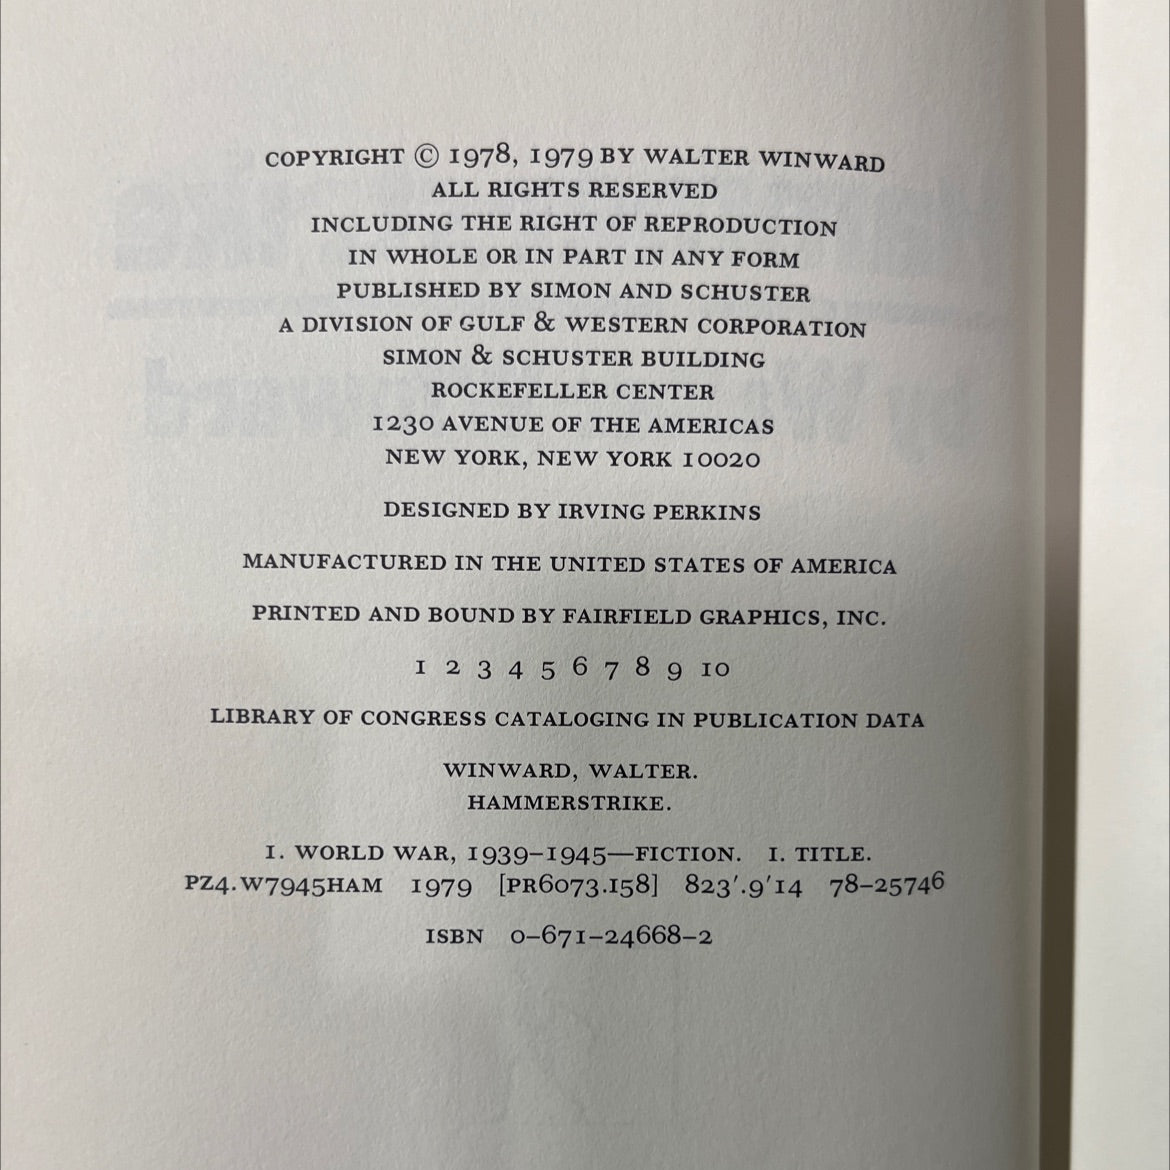 COPYRIGHT © 1978, 1979 BY WALTER WINWARD
ALL RIGHTS RESERVED
INCLUDING THE RIGHT OF REPRODUCTION
IN WHOLE OR IN PART IN ANY FORM
PUBLISHED BY SIMON AND SCHUSTER
A DIVISION OF GULF & WESTERN CORPORATION
SIMON & SCHUSTER BUILDING
ROCKEFELLER CENTER
1230 AVENUE OF THE AMERICAS
NEW YORK, NEW YORK 10020
DESIGNED BY IRVING PERKINS
MANUFACTURED IN THE UNITED STATES OF AMERICA
PRINTED AND BOUND BY FAIRFIELD GRAPHICS, INC.
1 2 3 4 5 6 7 8 9 10
LIBRARY OF CONGRESS CATALOGING IN PUBLICATION DATA
WINWARD, WALTER.
HAMMERSTRIKE.
1. WORLD WAR, 1939–1945—FICTION. I. TITLE.
PZ4.W7945HAM 1979 [PR6073.I58] 823'.9'14 78–25746
ISBN 0–671–24668–2